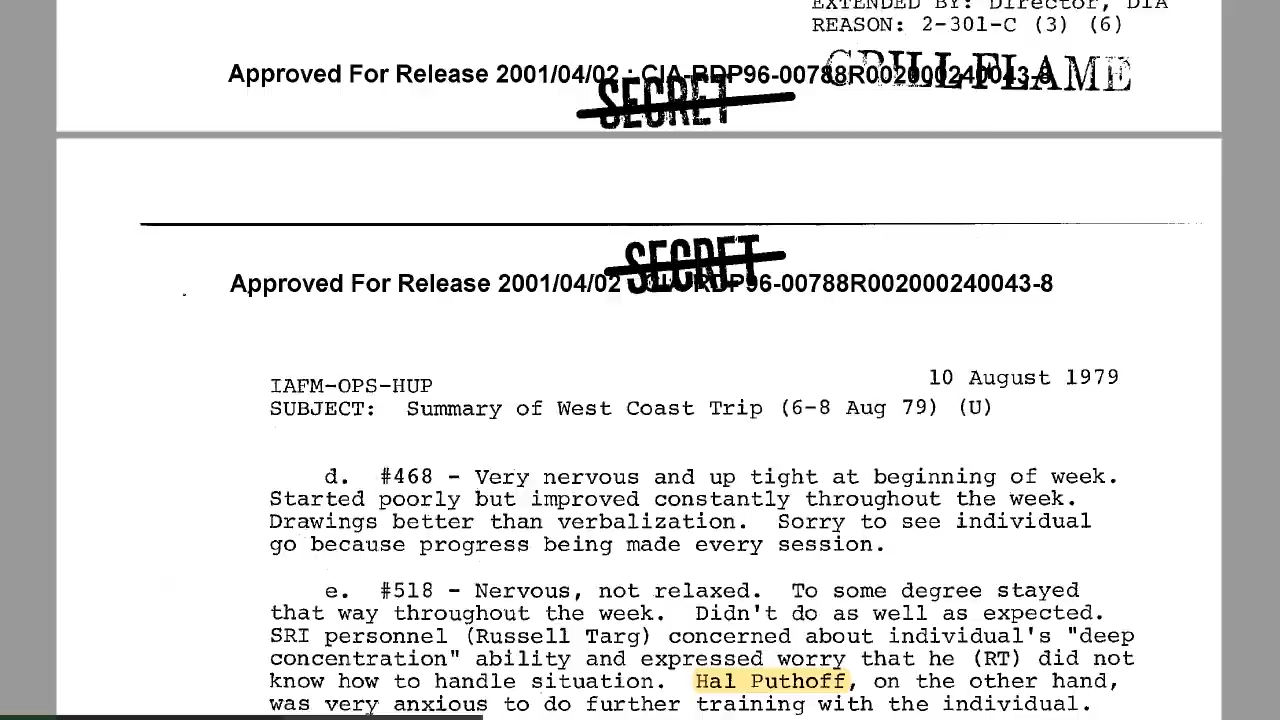 EXTENDED BY: Director, DIA
REASON: 2-301-C (3) (6)
GRILL FLAME
Approved For Release 2001/04/02 : CIA-RDP96-00788R002000240043-8
SECRET
SECRET
Approved For Release 2001/04/02 : CIA-RDP96-00788R002000240043-8
IAFM-OPS-HUP 10 August 1979
SUBJECT: Summary of West Coast Trip (6-8 Aug 79) (U)
d. #468 - Very nervous and up tight at beginning of week.
Started poorly but improved constantly throughout the week.
Drawings better than verbalization. Sorry to see individual
go because progress being made every session.
e. #518 - Nervous, not relaxed. To some degree stayed
that way throughout the week. Didn't do as well as expected.
SRI personnel (Russell Targ) concerned about individual's "deep
concentration" ability and expressed worry that he (RT) did not
know how to handle situation. Hal Puthoff, on the other hand,
was very anxious to do further training with the individual.